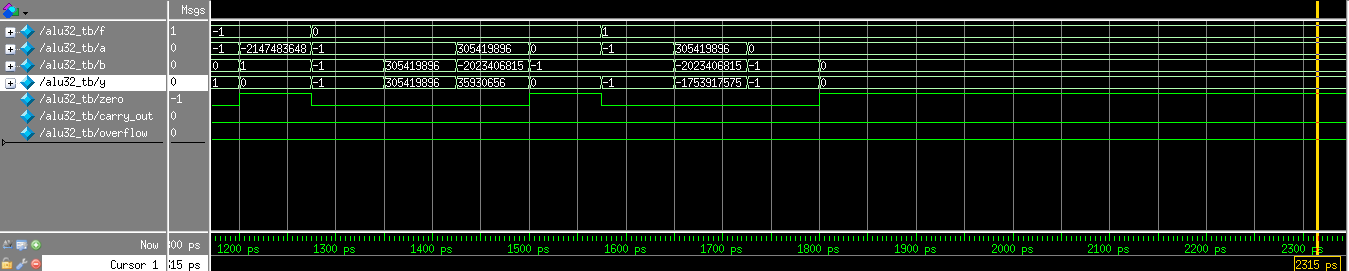 Msgs
/alu32_tb/f 1 -1 0 1
/alu32_tb/a 0 -1 -2147483648 -1 305419896 0 -1 305419896 0
/alu32_tb/b 0 0 1 -1 305419896 -2023406815 -1 -2023406815 -1 0
/alu32_tb/y 0 1 0 -1 305419896 35930656 0 -1 -1753917575 -1 0
/alu32_tb/zero -1
/alu32_tb/carry_out 0
/alu32_tb/overflow 0
Now 300 ps 1200 ps 1300 ps 1400 ps 1500 ps 1600 ps 1700 ps 1800 ps 1900 ps 2000 ps 2100 ps 2200 ps 2300 ps
Cursor 1 15 ps 2315 ps